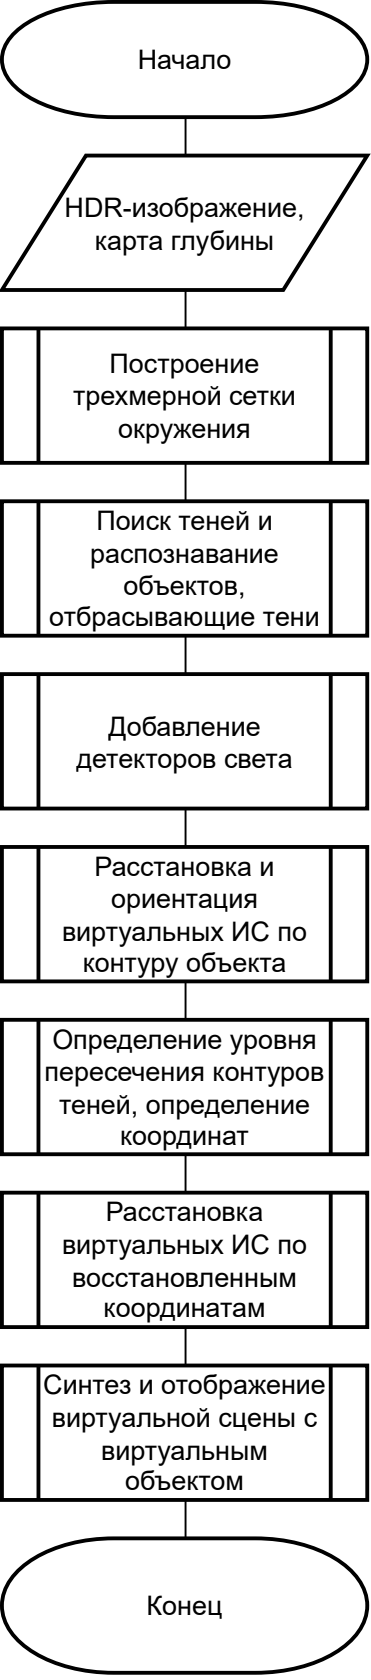 Начало
HDR-изображение,
карта глубины
Построение
трехмерной сетки
окружения
Поиск теней и
распознавание
объектов,
отбрасывающие тени
Добавление
детекторов света
Расстановка и
ориентация
виртуальных ИС по
контуру объекта
Определение уровня
пересечения контуров
теней, определение
координат
Расстановка
виртуальных ИС по
восстановленным
координатам
Синтез и отображение
виртуальной сцены с
виртуальным
объектом
Конец